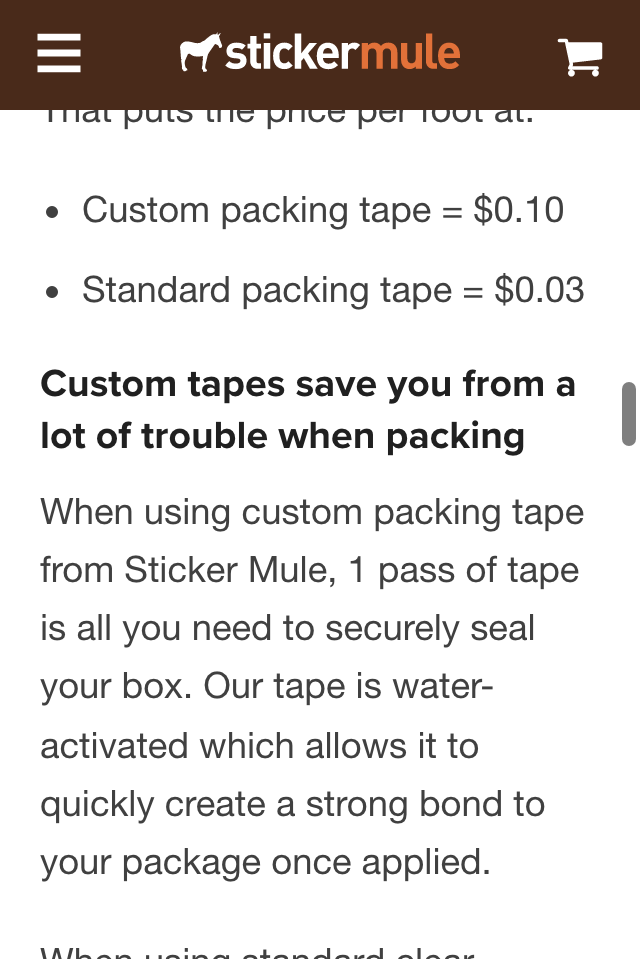 stickermule
That puts the price per foot at:
• Custom packing tape = $0.10
• Standard packing tape = $0.03
Custom tapes save you from a
lot of trouble when packing
When using custom packing tape
from Sticker Mule, 1 pass of tape
is all you need to securely seal
your box. Our tape is water-
activated which allows it to
quickly create a strong bond to
your package once applied.
When using standard clear